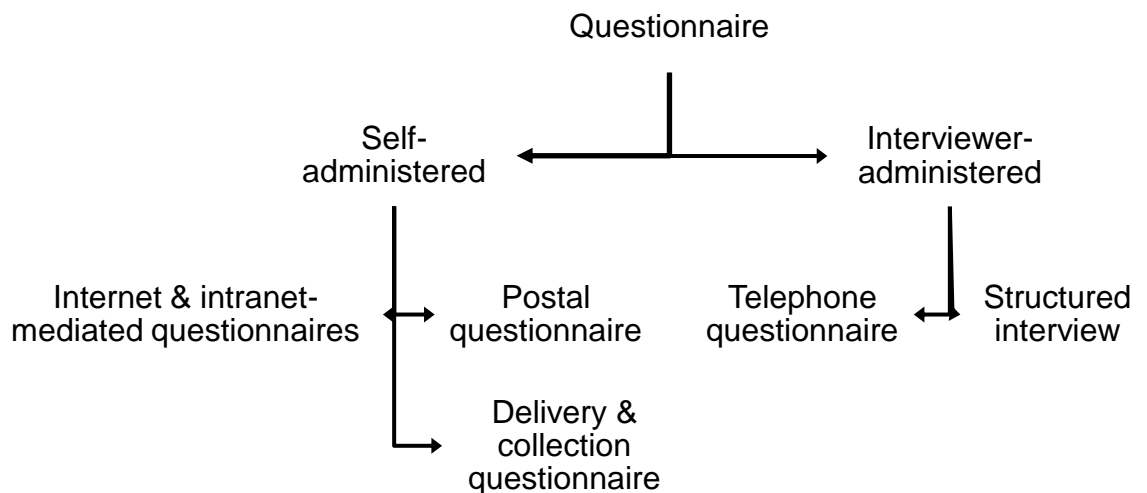 Questionnaire
Self-
administered
Interviewer-
administered
Internet & intranet-
mediated questionnaires
Postal
questionnaire
Telephone
questionnaire
Structured
interview
Delivery &
collection
questionnaire